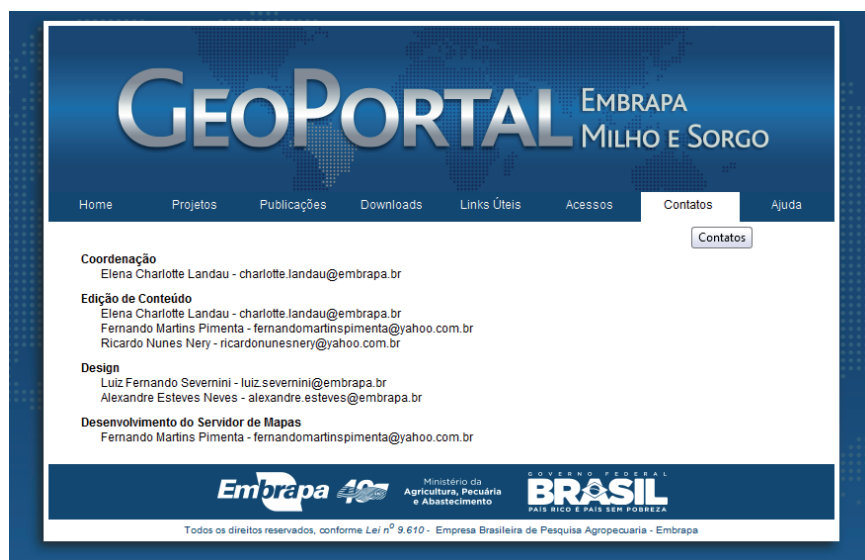 GEOPORTAL EMBRAPA
MILHO E SORGO
Home Projetos Publicações Downloads Links Úteis Acessos Contatos Ajuda
Contatos
Coordenação
Elena Charlotte Landau - charlotte.landau@embrapa.br
Edição de Conteúdo
Elena Charlotte Landau - charlotte.landau@embrapa.br
Fernando Martins Pimenta - fernandomartinspimenta@yahoo.com.br
Ricardo Nunes Nery - ricardonunesnery@yahoo.com.br
Design
Luiz Fernando Severnini - luiz.severnini@embrapa.br
Alexandre Esteves Neves - alexandre.esteves@embrapa.br
Desenvolvimento do Servidor de Mapas
Fernando Martins Pimenta - fernandomartinspimenta@yahoo.com.br
Embrapa 40
Ministério da
Agricultura, Pecuária
e Abastecimento
GOVERNO FEDERAL
BRASIL
PAÍS RICO É PAÍS SEM POBREZA
Todos os direitos reservados, conforme Lei nº 9.610 - Empresa Brasileira de Pesquisa Agropecuaria - Embrapa